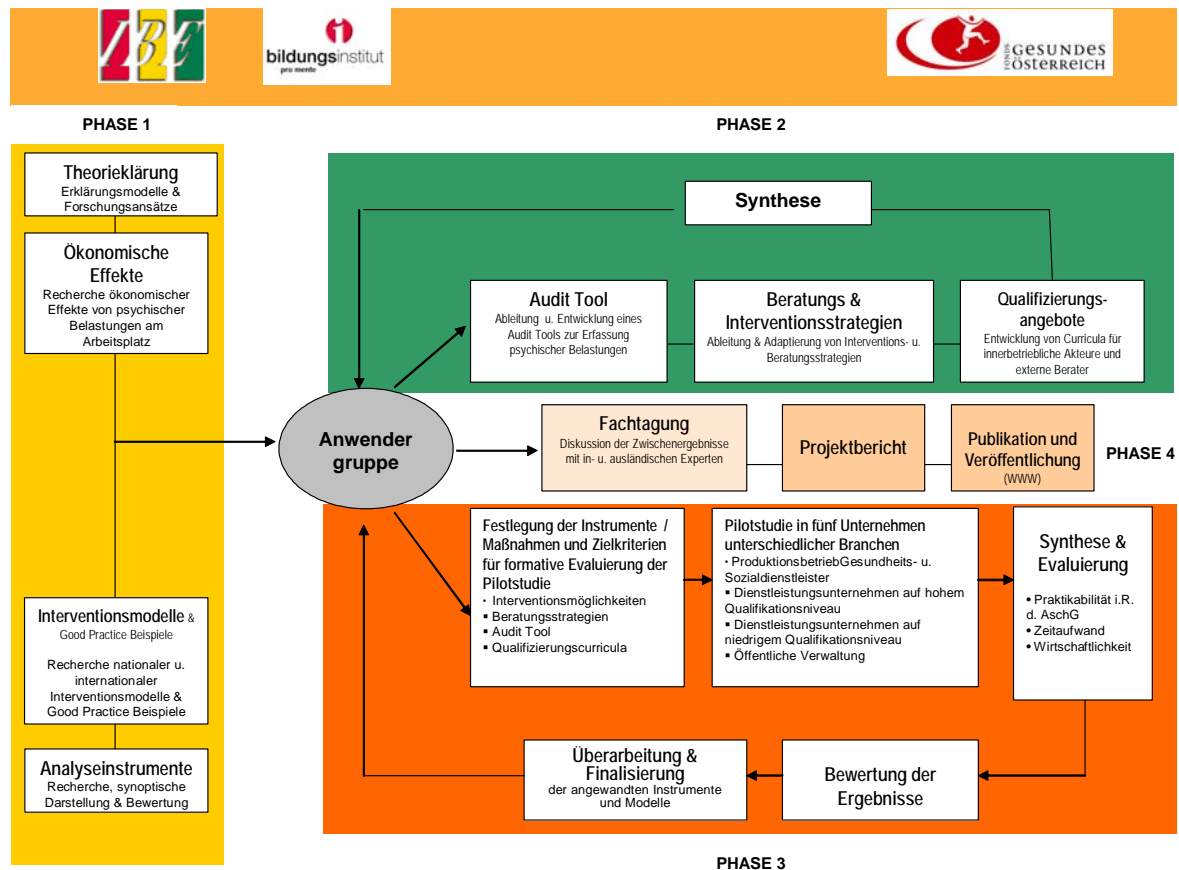 IBE
bildungsinstitut
pro mente
FONDS
GESUNDES
ÖSTERREICH
PHASE 1
PHASE 2
Theorieklärung
Erklärungsmodelle &
Forschungsansätze
Ökonomische
Effekte
Recherche ökonomischer
Effekte von psychischer
Belastungen am
Arbeitsplatz
Interventionsmodelle &
Good Practice Beispiele
Recherche nationaler u.
internationaler
Interventionsmodelle &
Good Practice Beispiele
Analyseinstrumente
Recherche, synoptische
Darstellung & Bewertung
Synthese
Audit Tool
Ableitung u. Entwicklung eines
Audit Tools zur Erfassung
psychischer Belastungen
Beratungs &
Interventionsstrategien
Ableitung & Adaptierung von Interventions- u.
Beratungsstrategien
Qualifizierungs-
angebote
Entwicklung von Curricula für
innerbetriebliche Akteure und
externe Berater
Anwender
gruppe
Fachtagung
Diskussion der Zwischenergebnisse
mit in- u. ausländischen Experten
Projektbericht
Publikation und
Veröffentlichung
(WWW)
PHASE 4
Festlegung der Instrumente /
Maßnahmen und Zielkriterien
für formative Evaluierung der
Pilotstudie
· Interventionsmöglichkeiten
▪ Beratungsstrategien
▪ Audit Tool
▪ Qualifizierungscurricula
Pilotstudie in fünf Unternehmen
unterschiedlicher Branchen
· ProduktionsbetriebGesundheits- u.
Sozialdienstleister
▪ Dienstleistungsunternehmen auf hohem
Qualifikationsniveau
▪ Dienstleistungsunternehmen auf
niedrigem Qualifikationsniveau
▪ Öffentliche Verwaltung
Synthese &
Evaluierung
• Praktikabilität i.R.
d. AschG
• Zeitaufwand
• Wirtschaftlichkeit
Überarbeitung &
Finalisierung
der angewandten Instrumente
und Modelle
Bewertung der
Ergebnisse
PHASE 3